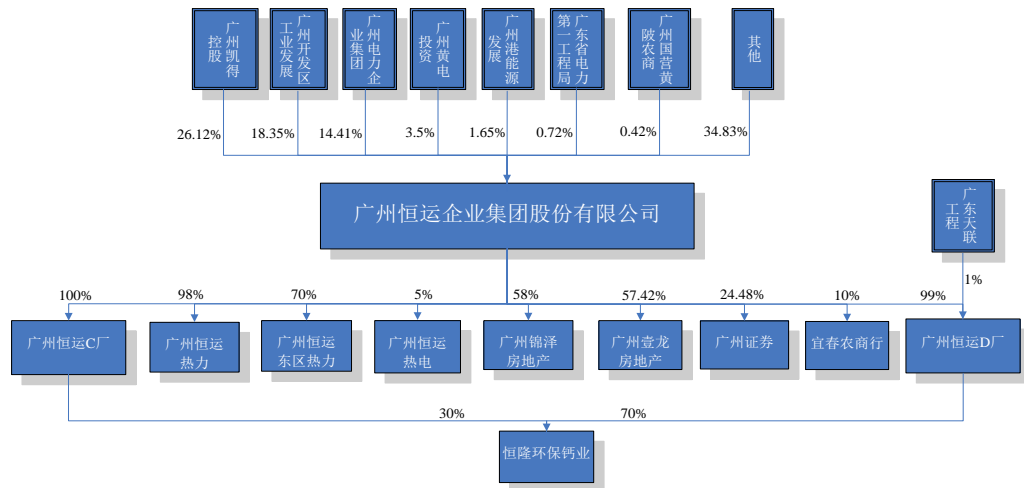 广州凯得
控股
广州开发区
工业发展
广州电力企
业集团
广州黄电
投资
广州港能源
发展
广东省电力
第一工程局
广州国营黄
陂农商
其他
26.12%
18.35%
14.41%
3.5%
1.65%
0.72%
0.42%
34.83%
广州恒运企业集团股份有限公司
广东天联
工程
1%
100%
98%
70%
5%
58%
57.42%
24.48%
10%
99%
广州恒运C厂
广州恒运
热力
广州恒运
东区热力
广州恒运
热电
广州锦泽
房地产
广州壹龙
房地产
广州证券
宜春农商行
广州恒运D厂
30%
70%
恒隆环保钙业